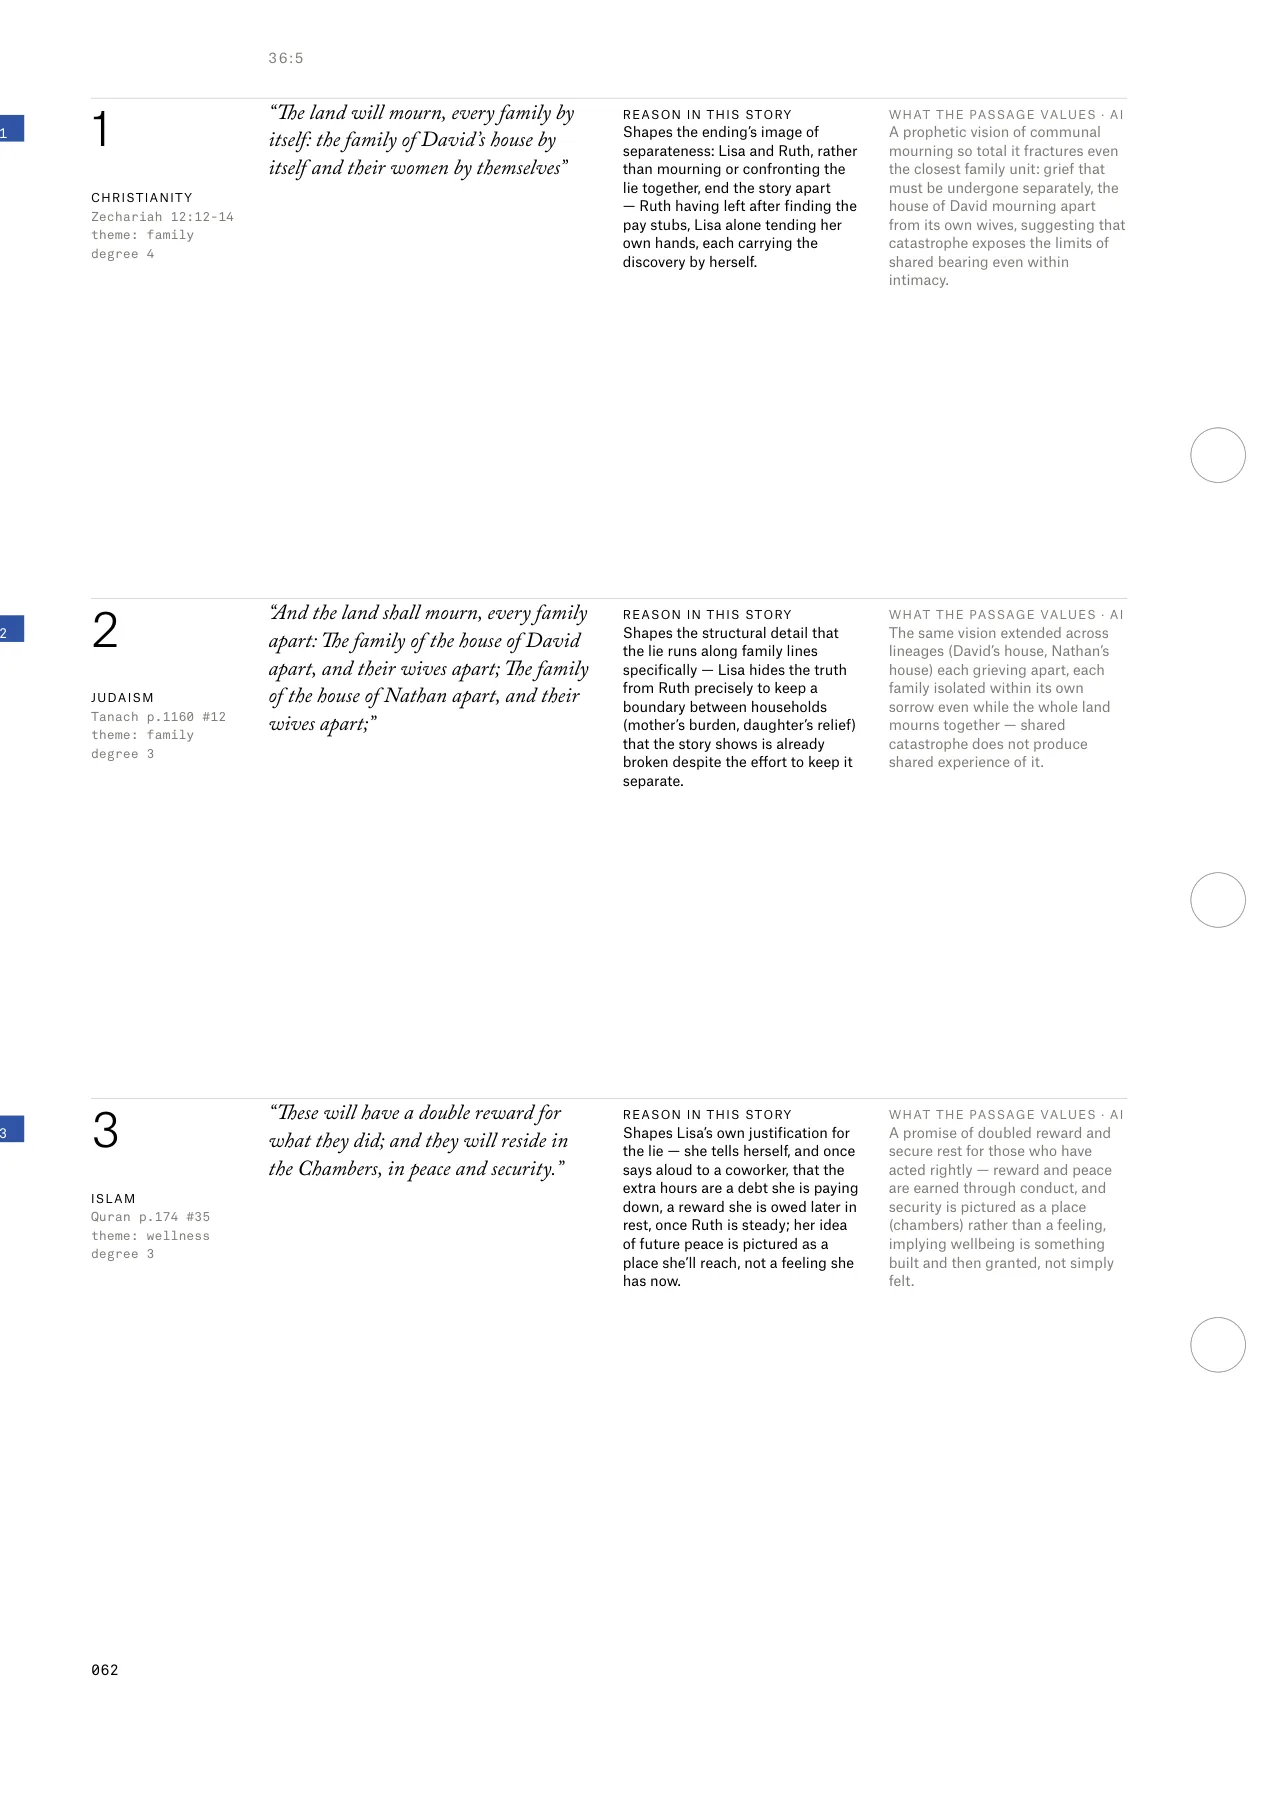 36:5
1
1
CHRISTIANITY
Zechariah 12:12-14
theme: family
degree 4
“The land will mourn, every family by
itself: the family of David’s house by
itself and their women by themselves”
REASON IN THIS STORY
Shapes the ending’s image of
separateness: Lisa and Ruth, rather
than mourning or confronting the
lie together, end the story apart
— Ruth having left after finding the
pay stubs, Lisa alone tending her
own hands, each carrying the
discovery by herself.
WHAT THE PASSAGE VALUES · AI
A prophetic vision of communal
mourning so total it fractures even
the closest family unit: grief that
must be undergone separately, the
house of David mourning apart
from its own wives, suggesting that
catastrophe exposes the limits of
shared bearing even within
intimacy.
2
2
JUDAISM
Tanach p.1160 #12
theme: family
degree 3
“And the land shall mourn, every family
apart: The family of the house of David
apart, and their wives apart; The family
of the house of Nathan apart, and their
wives apart;”
REASON IN THIS STORY
Shapes the structural detail that
the lie runs along family lines
specifically — Lisa hides the truth
from Ruth precisely to keep a
boundary between households
(mother’s burden, daughter’s relief)
that the story shows is already
broken despite the effort to keep it
separate.
WHAT THE PASSAGE VALUES · AI
The same vision extended across
lineages (David’s house, Nathan’s
house) each grieving apart, each
family isolated within its own
sorrow even while the whole land
mourns together — shared
catastrophe does not produce
shared experience of it.
3
3
ISLAM
Quran p.174 #35
theme: wellness
degree 3
“These will have a double reward for
what they did; and they will reside in
the Chambers, in peace and security.”
REASON IN THIS STORY
Shapes Lisa’s own justification for
the lie — she tells herself, and once
says aloud to a coworker, that the
extra hours are a debt she is paying
down, a reward she is owed later in
rest, once Ruth is steady; her idea
of future peace is pictured as a
place she’ll reach, not a feeling she
has now.
WHAT THE PASSAGE VALUES · AI
A promise of doubled reward and
secure rest for those who have
acted rightly — reward and peace
are earned through conduct, and
security is pictured as a place
(chambers) rather than a feeling,
implying wellbeing is something
built and then granted, not simply
felt.
062